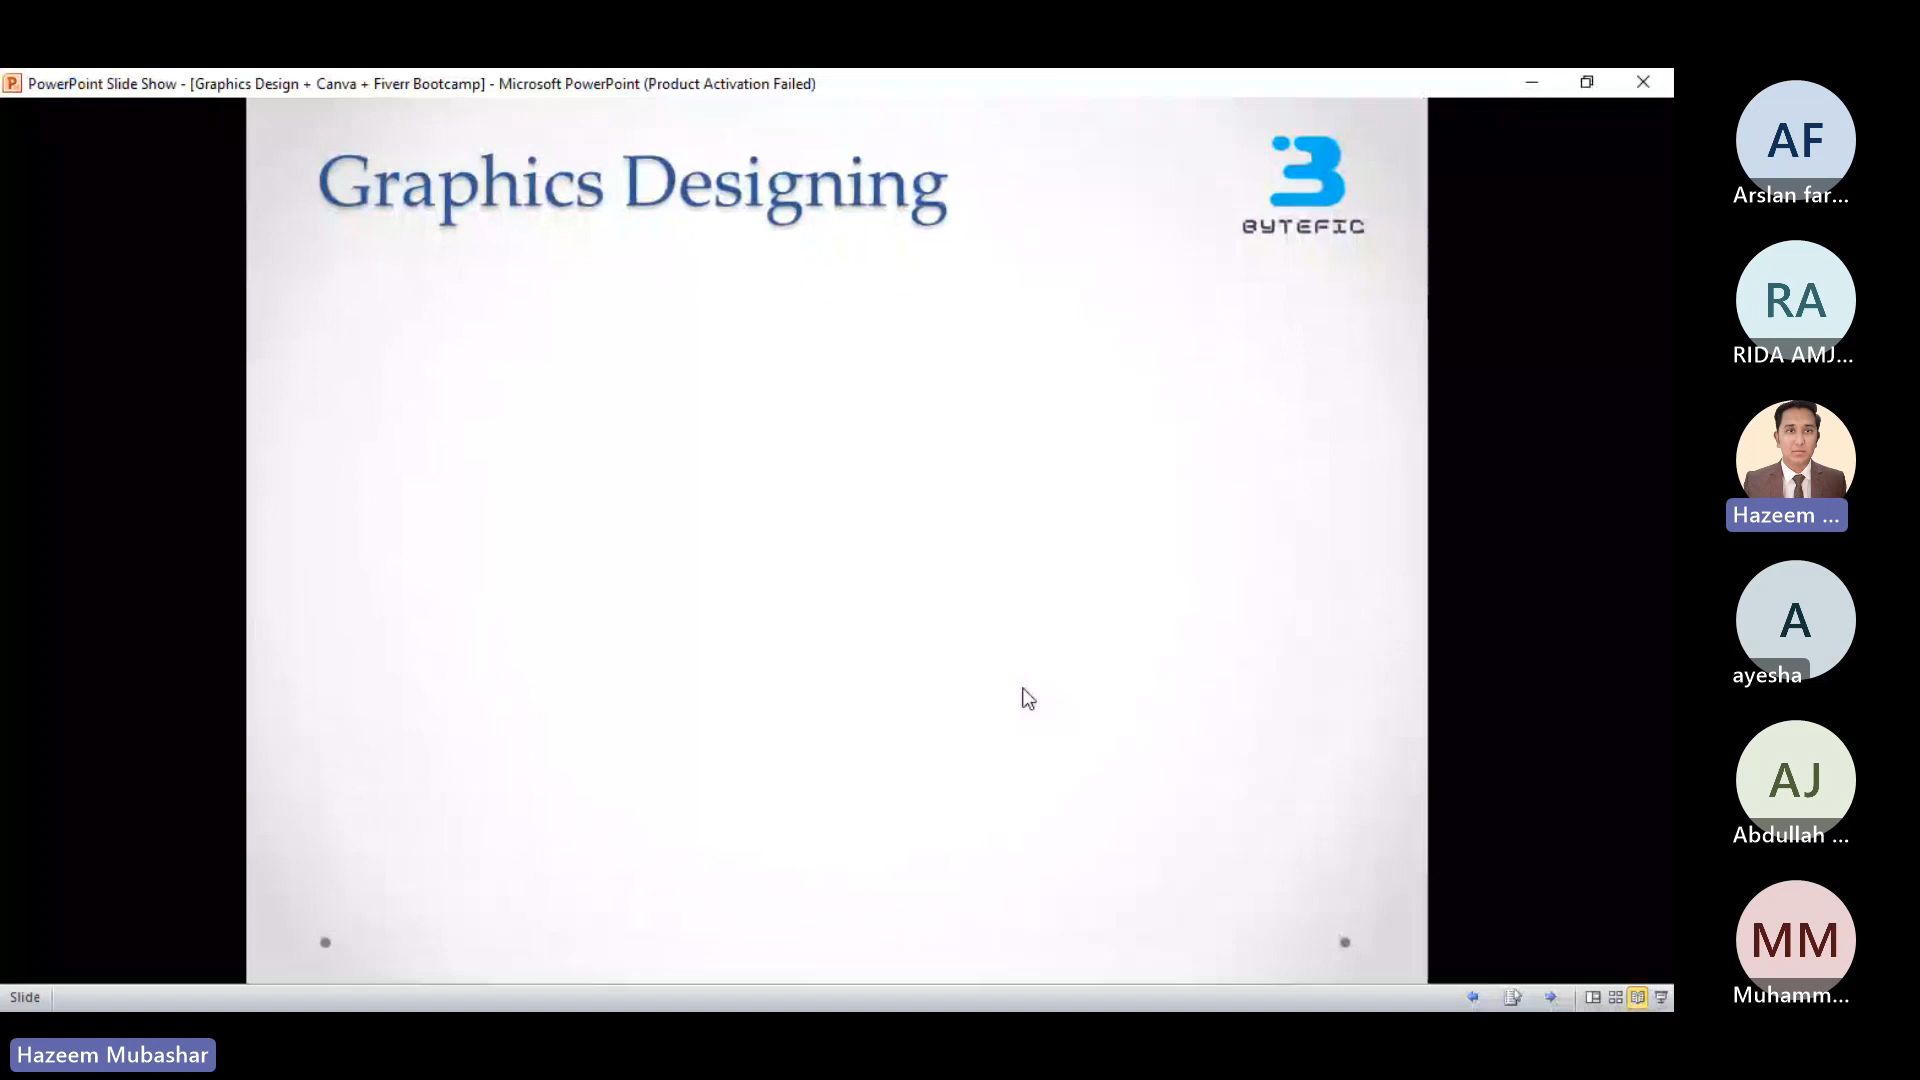 PowerPoint Slide Show - [Graphics Design + Canva + Fiverr Bootcamp] - Microsoft PowerPoint (Product Activation Failed)
Graphics Designing
BYTEFIC
Slide
AF
Arslan far...
RA
RIDA AMJ...
Hazeem ...
A
ayesha
AJ
Abdullah ...
MM
Muhamm...
Hazeem Mubashar